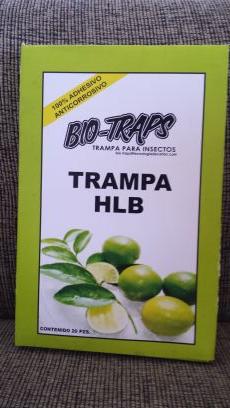 100% ADHESIVO
ANTICORROSIVO
BIO-TRAPS
TRAMPA PARA INSECTOS
TRAMPA
HLB
CONTENIDO 20 PZS.